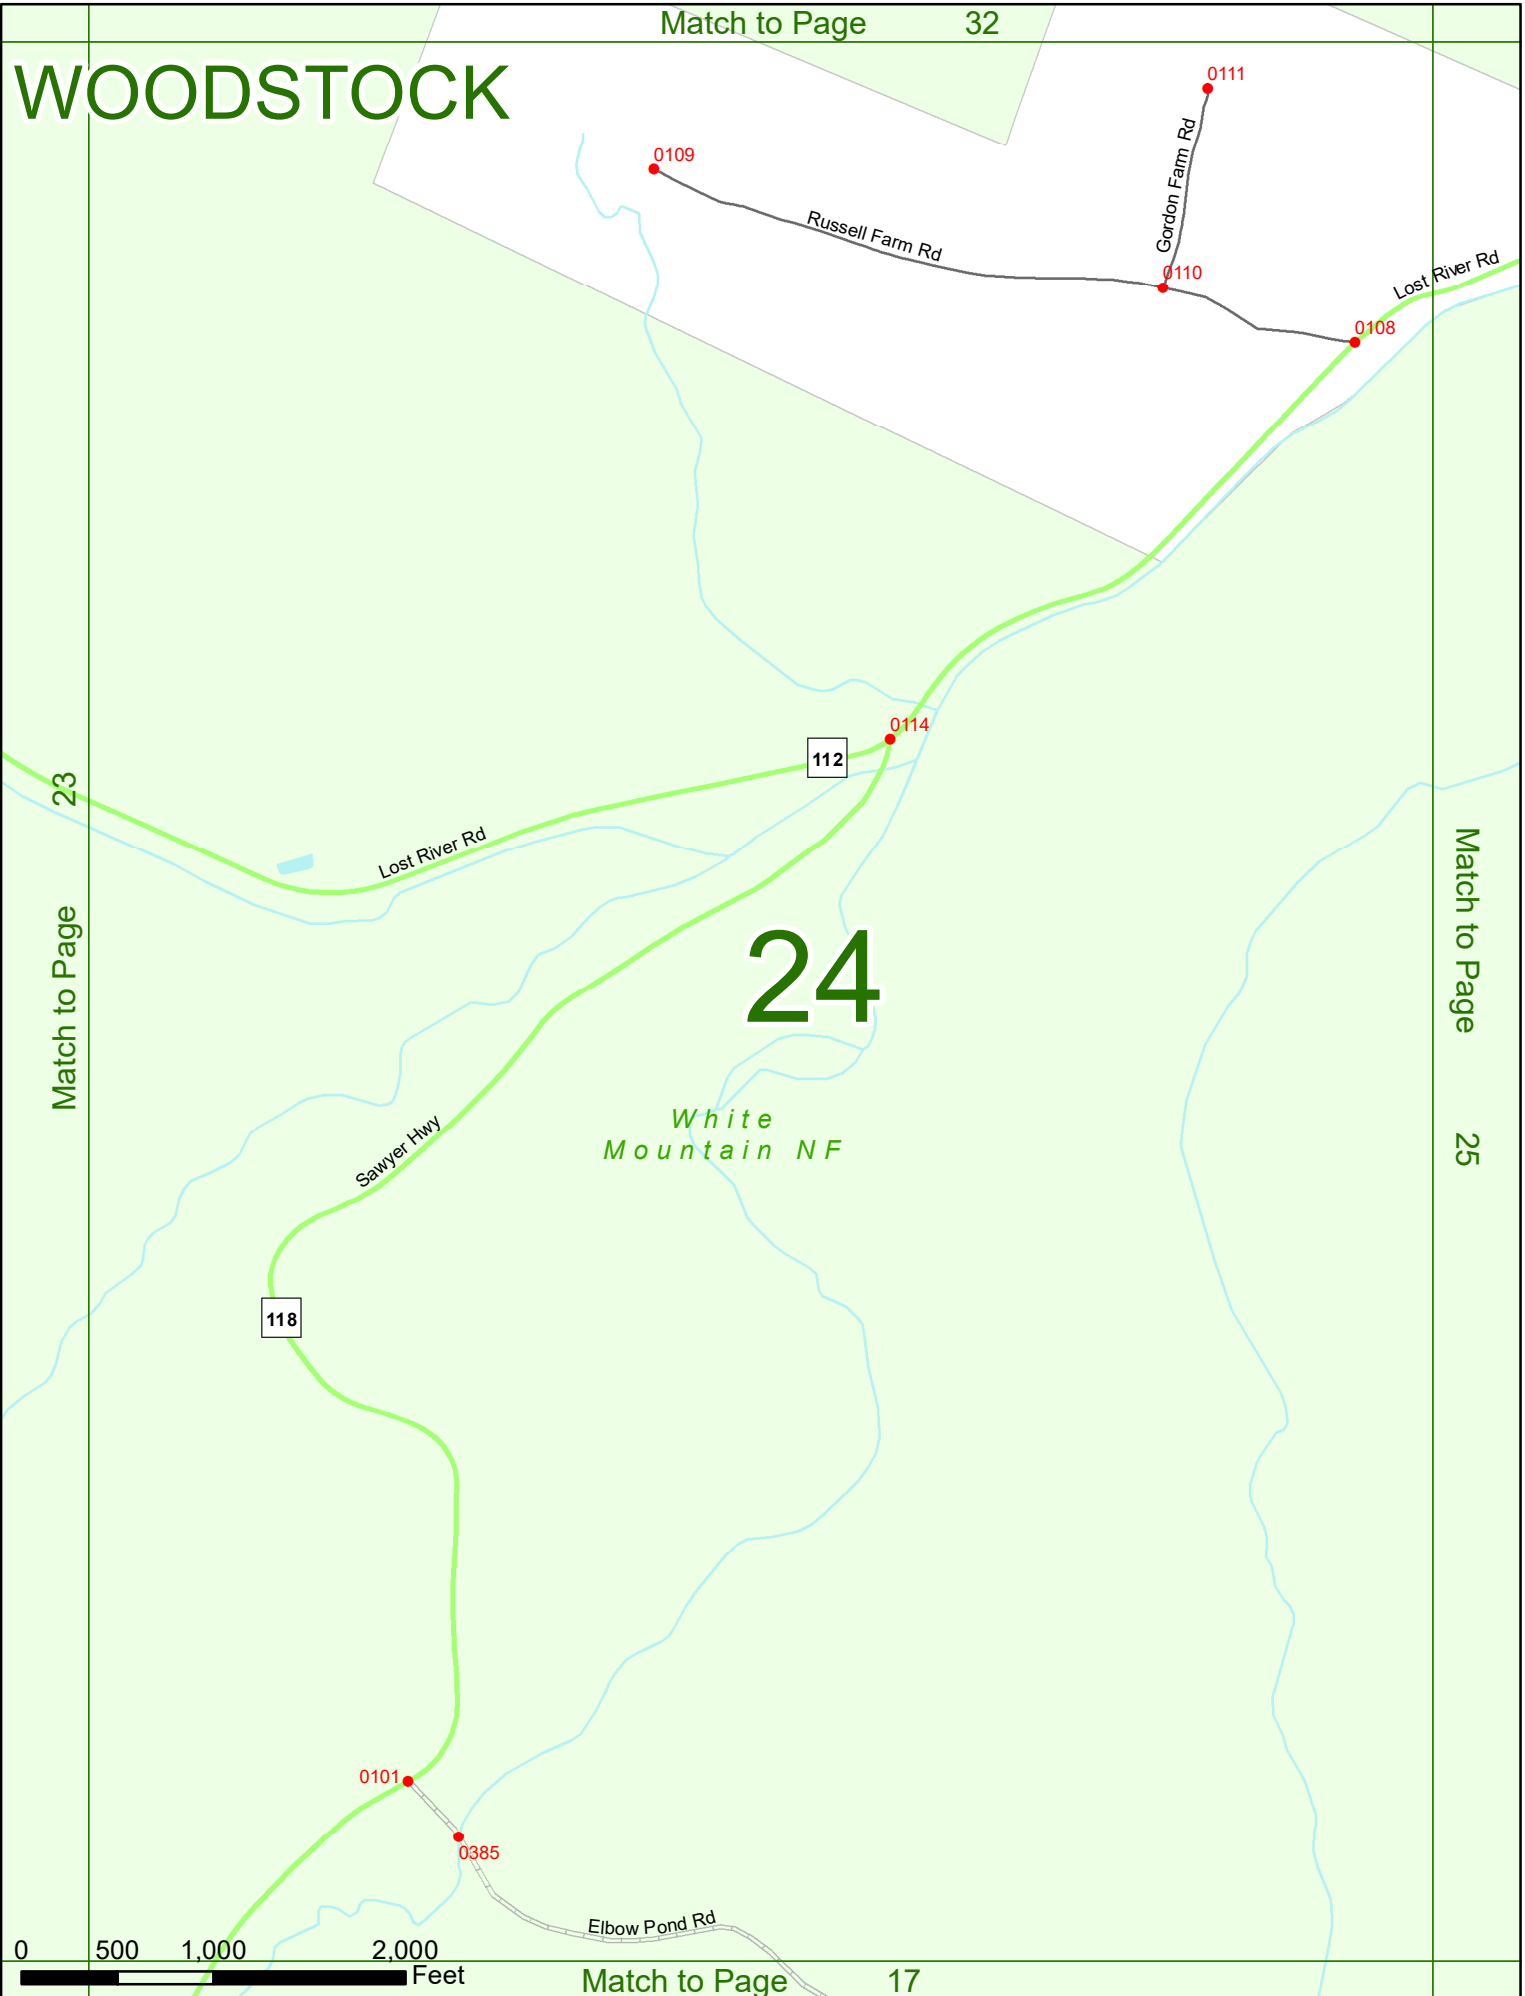 Match to Page 32
WOODSTOCK
0111
0109
Gordon Farm Rd
Russell Farm Rd
0110
Lost River Rd
0108
0114
112
23
Match to Page
Lost River Rd
24
Match to Page
25
White
Mountain NF
Sawyer Hwy
118
0101
0385
Elbow Pond Rd
0 500 1,000 2,000
Feet
Match to Page 17